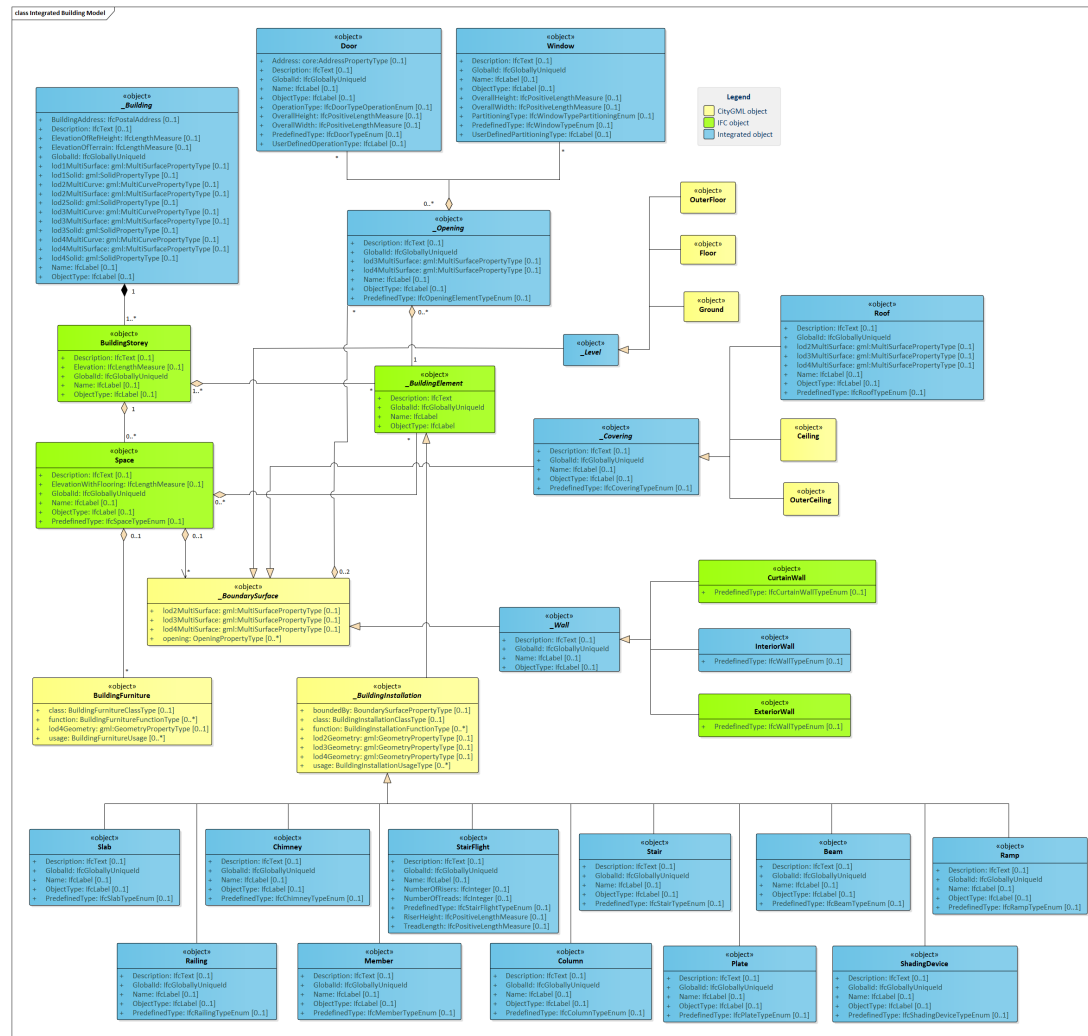 class Integrated Building Model
«object»
Door
+ Address: core:AddressPropertyType [0..1]
+ Description: IfcText [0..1]
+ GlobalId: IfcGloballyUniqueId
+ Name: IfcLabel [0..1]
+ ObjectType: IfcLabel [0..1]
+ OperationType: IfcDoorTypeOperationEnum [0..1]
+ OverallHeight: IfcPositiveLengthMeasure [0..1]
+ OverallWidth: IfcPositiveLengthMeasure [0..1]
+ PredefinedType: IfcDoorTypeEnum [0..1]
+ UserDefinedOperationType: IfcLabel [0..1]
«object»
Window
+ Description: IfcText [0..1]
+ GlobalId: IfcGloballyUniqueId
+ Name: IfcLabel [0..1]
+ ObjectType: IfcLabel [0..1]
+ OverallHeight: IfcPositiveLengthMeasure [0..1]
+ OverallWidth: IfcPositiveLengthMeasure [0..1]
+ PartitioningType: IfcWindowTypePartitioningEnum [0..1]
+ PredefinedType: IfcWindowTypeEnum [0..1]
+ UserDefinedPartitioningType: IfcLabel [0..1]
«object»
_Building
+ BuildingAddress: IfcPostalAddress [0..1]
+ Description: IfcText [0..1]
+ ElevationOfRefHeight: IfcLengthMeasure [0..1]
+ ElevationOfTerrain: IfcLengthMeasure [0..1]
+ GlobalId: IfcGloballyUniqueId
+ lod1MultiSurface: gml:MultiSurfacePropertyType [0..1]
+ lod1Solid: gml:SolidPropertyType [0..1]
+ lod2MultiCurve: gml:MultiCurvePropertyType [0..1]
+ lod2MultiSurface: gml:MultiSurfacePropertyType [0..1]
+ lod2Solid: gml:SolidPropertyType [0..1]
+ lod3MultiCurve: gml:MultiCurvePropertyType [0..1]
+ lod3MultiSurface: gml:MultiSurfacePropertyType [0..1]
+ lod3Solid: gml:SolidPropertyType [0..1]
+ lod4MultiCurve: gml:MultiCurvePropertyType [0..1]
+ lod4MultiSurface: gml:MultiSurfacePropertyType [0..1]
+ lod4Solid: gml:SolidPropertyType [0..1]
+ Name: IfcLabel [0..1]
+ ObjectType: IfcLabel [0..1]
Legend
CityGML object
IFC object
Integrated object
*
*
0..*
«object»
_Opening
+ Description: IfcText [0..1]
+ GlobalId: IfcGloballyUniqueId
+ lod3MultiSurface: gml:MultiSurfacePropertyType [0..1]
+ lod4MultiSurface: gml:MultiSurfacePropertyType [0..1]
+ Name: IfcLabel [0..1]
+ ObjectType: IfcLabel [0..1]
+ PredefinedType: IfcOpeningElementTypeEnum [0..1]
«object»
OuterFloor
«object»
Floor
«object»
Ground
1
1..*
*
0..*
1
«object»
BuildingStorey
+ Description: IfcText [0..1]
+ Elevation: IfcLengthMeasure [0..1]
+ GlobalId: IfcGloballyUniqueId
+ Name: IfcLabel [0..1]
+ ObjectType: IfcLabel [0..1]
1..*
*
1
0..*
«object»
_BuildingElement
+ Description: IfcText
+ GlobalId: IfcGloballyUniqueId
+ Name: IfcLabel
+ ObjectType: IfcLabel
*
«object»
_Level
«object»
Roof
+ Description: IfcText [0..1]
+ GlobalId: IfcGloballyUniqueId
+ lod2MultiSurface: gml:MultiSurfacePropertyType [0..1]
+ lod3MultiSurface: gml:MultiSurfacePropertyType [0..1]
+ lod4MultiSurface: gml:MultiSurfacePropertyType [0..1]
+ Name: IfcLabel [0..1]
+ ObjectType: IfcLabel [0..1]
+ PredefinedType: IfcRoofTypeEnum [0..1]
«object»
Space
+ Description: IfcText [0..1]
+ ElevationWithFlooring: IfcLengthMeasure [0..1]
+ GlobalId: IfcGloballyUniqueId
+ Name: IfcLabel [0..1]
+ ObjectType: IfcLabel [0..1]
+ PredefinedType: IfcSpaceTypeEnum [0..1]
0..*
0..1
0..1
*
*
0..2
«object»
_Covering
+ Description: IfcText [0..1]
+ GlobalId: IfcGloballyUniqueId
+ Name: IfcLabel [0..1]
+ ObjectType: IfcLabel [0..1]
+ PredefinedType: IfcCoveringTypeEnum [0..1]
«object»
Ceiling
«object»
OuterCeiling
«object»
_BoundarySurface
+ lod2MultiSurface: gml:MultiSurfacePropertyType [0..1]
+ lod3MultiSurface: gml:MultiSurfacePropertyType [0..1]
+ lod4MultiSurface: gml:MultiSurfacePropertyType [0..1]
+ opening: OpeningPropertyType [0..*]
«object»
_Wall
+ Description: IfcText [0..1]
+ GlobalId: IfcGloballyUniqueId
+ Name: IfcLabel [0..1]
+ ObjectType: IfcLabel [0..1]
«object»
CurtainWall
+ PredefinedType: IfcCurtainWallTypeEnum [0..1]
«object»
InteriorWall
+ PredefinedType: IfcWallTypeEnum [0..1]
«object»
ExteriorWall
+ PredefinedType: IfcWallTypeEnum [0..1]
«object»
BuildingFurniture
+ class: BuildingFurnitureClassType [0..1]
+ function: BuildingFurnitureFunctionType [0..*]
+ lod4Geometry: gml:GeometryPropertyType [0..1]
+ usage: BuildingFurnitureUsage [0..*]
«object»
_BuildingInstallation
+ boundedBy: BoundarySurfacePropertyType [0..1]
+ class: BuildingInstallationClassType [0..1]
+ function: BuildingInstallationFunctionType [0..*]
+ lod2Geometry: gml:GeometryPropertyType [0..1]
+ lod3Geometry: gml:GeometryPropertyType [0..1]
+ lod4Geometry: gml:GeometryPropertyType [0..1]
+ usage: BuildingInstallationUsageType [0..*]
«object»
Slab
+ Description: IfcText [0..1]
+ GlobalId: IfcGloballyUniqueId
+ Name: IfcLabel [0..1]
+ ObjectType: IfcLabel [0..1]
+ PredefinedType: IfcSlabTypeEnum [0..1]
«object»
Chimney
+ Description: IfcText [0..1]
+ GlobalId: IfcGloballyUniqueId
+ Name: IfcLabel [0..1]
+ ObjectType: IfcLabel [0..1]
+ PredefinedType: IfcChimneyTypeEnum [0..1]
«object»
StairFlight
+ Description: IfcText [0..1]
+ GlobalId: IfcGloballyUniqueId
+ Name: IfcLabel [0..1]
+ NumberOfRisers: IfcInteger [0..1]
+ NumberOfTreads: IfcInteger [0..1]
+ PredefinedType: IfcStairFlightTypeEnum [0..1]
+ RiserHeight: IfcPositiveLengthMeasure [0..1]
+ TreadLength: IfcPositiveLengthMeasure [0..1]
«object»
Stair
+ Description: IfcText [0..1]
+ GlobalId: IfcGloballyUniqueId
+ Name: IfcLabel [0..1]
+ ObjectType: IfcLabel [0..1]
+ PredefinedType: IfcStairTypeEnum [0..1]
«object»
Beam
+ Description: IfcText [0..1]
+ GlobalId: IfcGloballyUniqueId
+ Name: IfcLabel [0..1]
+ ObjectType: IfcLabel [0..1]
+ PredefinedType: IfcBeamTypeEnum [0..1]
«object»
Ramp
+ Description: IfcText [0..1]
+ GlobalId: IfcGloballyUniqueId
+ Name: IfcLabel [0..1]
+ ObjectType: IfcLabel [0..1]
+ PredefinedType: IfcRampTypeEnum [0..1]
«object»
Railing
+ Description: IfcText [0..1]
+ GlobalId: IfcGloballyUniqueId
+ Name: IfcLabel [0..1]
+ ObjectType: IfcLabel [0..1]
+ PredefinedType: IfcRailingTypeEnum [0..1]
«object»
Member
+ Description: IfcText [0..1]
+ GlobalId: IfcGloballyUniqueId
+ Name: IfcLabel [0..1]
+ ObjectType: IfcLabel [0..1]
+ PredefinedType: IfcMemberTypeEnum [0..1]
«object»
Column
+ Description: IfcText [0..1]
+ GlobalId: IfcGloballyUniqueId
+ Name: IfcLabel [0..1]
+ ObjectType: IfcLabel [0..1]
+ PredefinedType: IfcColumnTypeEnum [0..1]
«object»
Plate
+ Description: IfcText [0..1]
+ GlobalId: IfcGloballyUniqueId
+ Name: IfcLabel [0..1]
+ ObjectType: IfcLabel [0..1]
+ PredefinedType: IfcPlateTypeEnum [0..1]
«object»
ShadingDevice
+ Description: IfcText [0..1]
+ GlobalId: IfcGloballyUniqueId
+ Name: IfcLabel [0..1]
+ ObjectType: IfcLabel [0..1]
+ PredefinedType: IfcShadingDeviceTypeEnum [0..1]